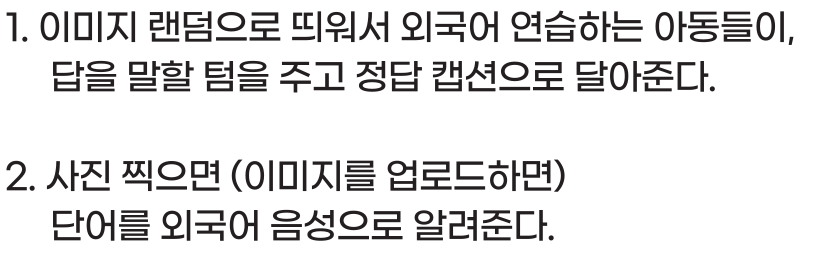 1. 이미지 랜덤으로 띄워서 외국어 연습하는 아동들이,
답을 말할 텀을 주고 정답 캡션으로 달아준다.
2. 사진 찍으면 (이미지를 업로드하면)
단어를 외국어 음성으로 알려준다.